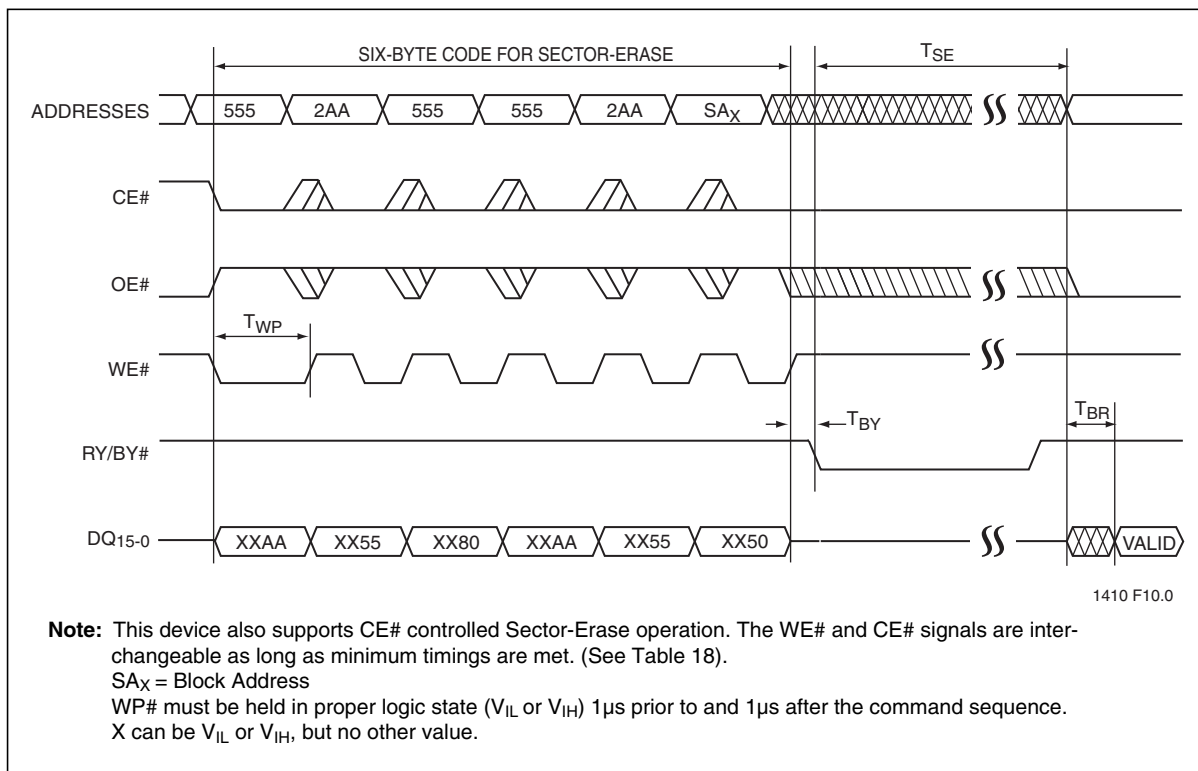 SIX-BYTE CODE FOR SECTOR-ERASE
TSE
ADDRESSES 555 2AA 555 555 2AA SAX
CE#
OE#
TWP
WE#
TBY
TBR
RY/BY#
DQ15-0 XXAA XX55 XX80 XXAA XX55 XX50 VALID
1410 F10.0
Note: This device also supports CE# controlled Sector-Erase operation. The WE# and CE# signals are inter-
changeable as long as minimum timings are met. (See Table 18).
SAX = Block Address
WP# must be held in proper logic state (VIL or VIH) 1µs prior to and 1µs after the command sequence.
X can be VIL or VIH, but no other value.